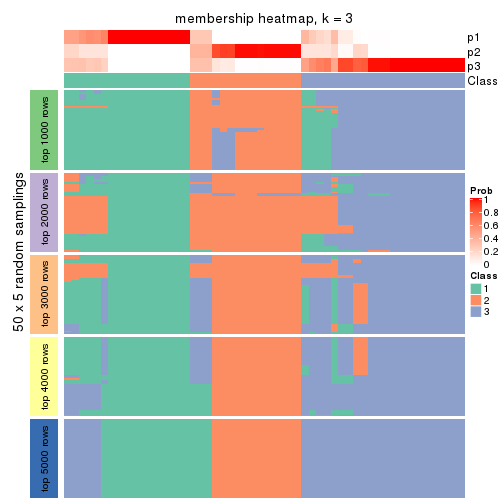 membership heatmap, k = 3
p1
p2
p3
Class
50 x 5 random samplings
top 1000 rows
top 2000 rows
top 3000 rows
top 4000 rows
top 5000 rows
Prob
1
0.8
0.6
0.4
0.2
0
Class
1
2
3